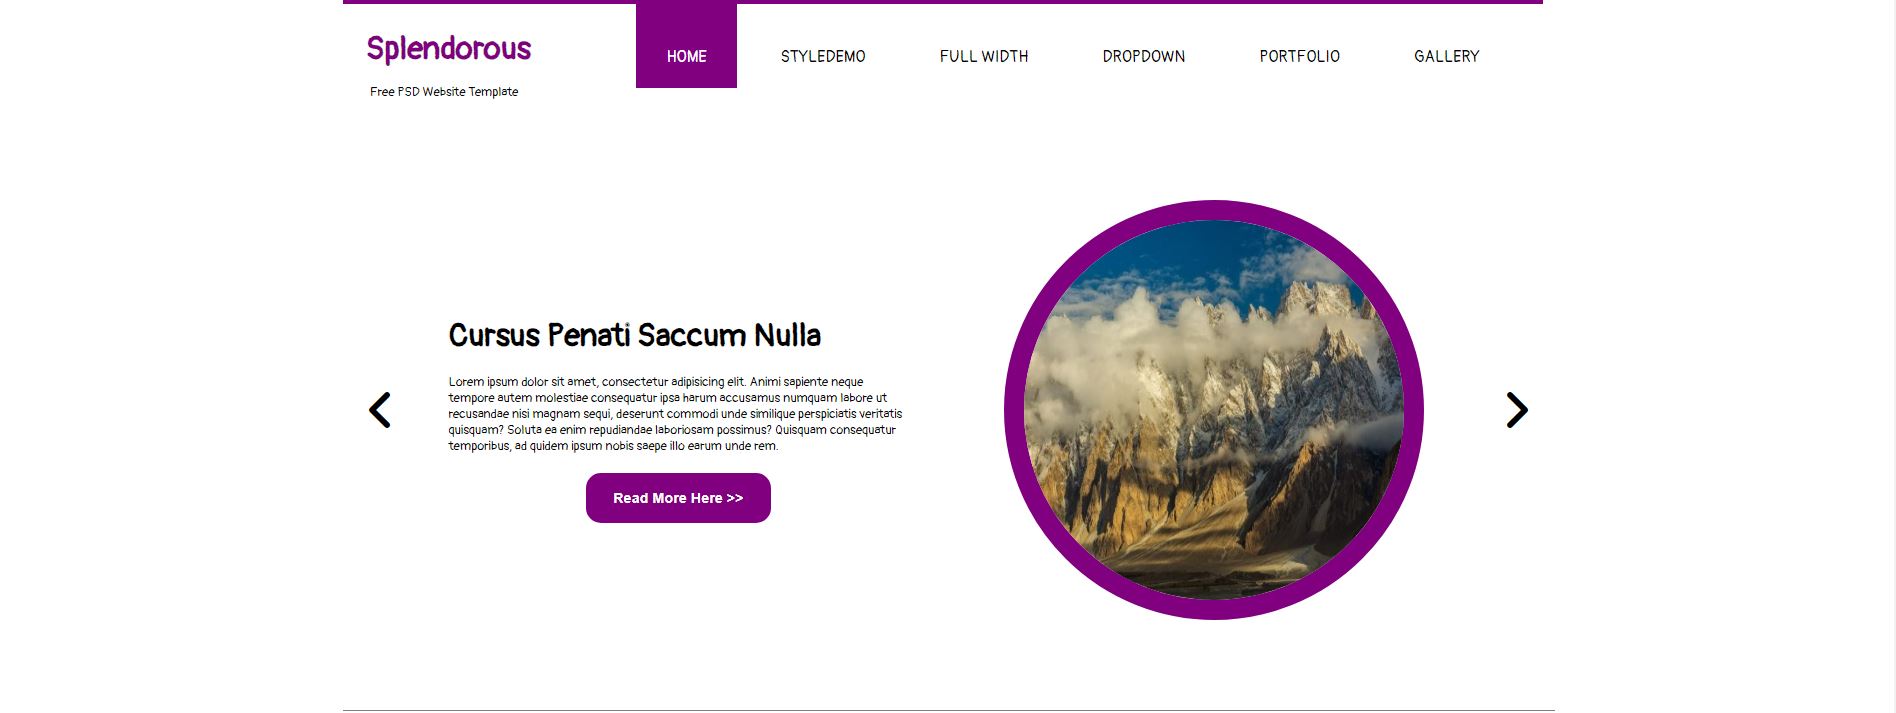 Splendorous
Free PSD Website Template
HOME STYLEDEMO FULL WIDTH DROPDOWN PORTFOLIO GALLERY
Cursus Penati Saccum Nulla
Lorem ipsum dolor sit amet, consectetur adipisicing elit. Animi sapiente neque
tempore autem molestiae consequatur ipsa harum accusamus numquam labore ut
recusandae nisi magnam sequi, deserunt commodi unde similique perspiciatis veritatis
quisquam? Soluta ea enim repudiandae laboriosam possimus? Quisquam consequatur
temporibus, ad quidem ipsum nobis saepe illo earum unde rem.
Read More Here >>